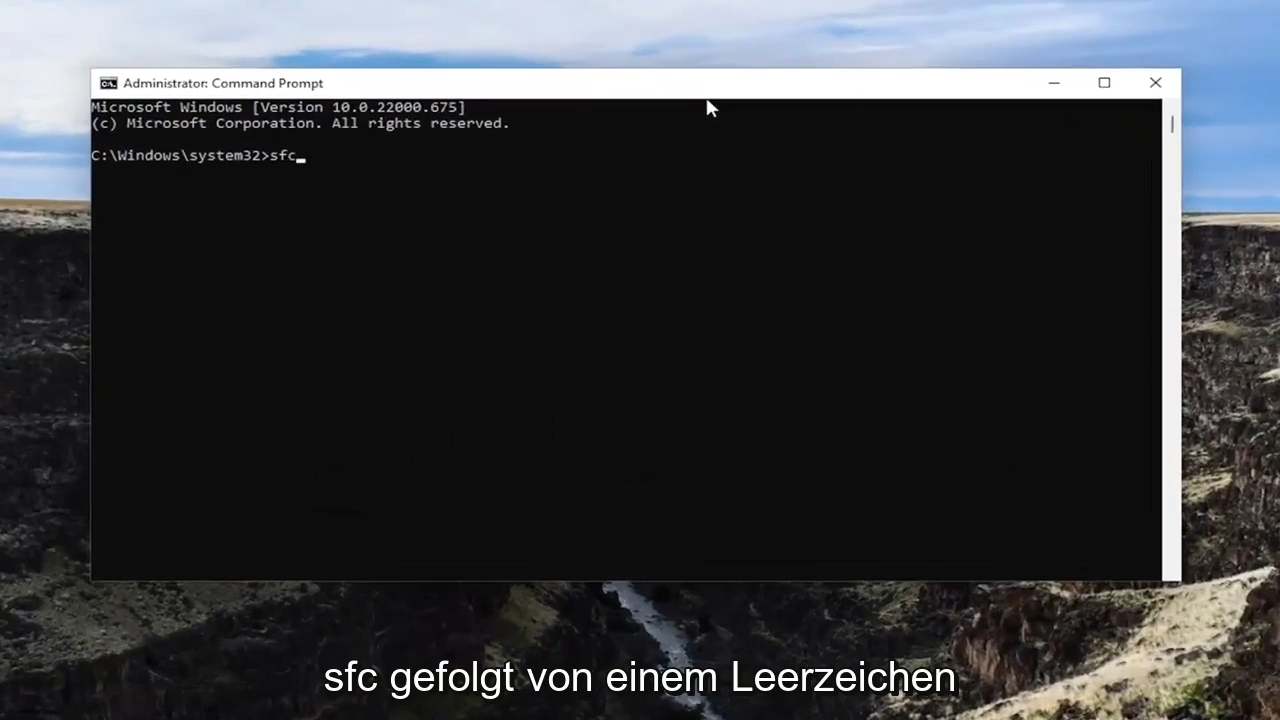 Administrator: Command Prompt
Microsoft Windows [Version 10.0.22000.675]
(c) Microsoft Corporation. All rights reserved.
C:\Windows\system32>sfc_
sfc gefolgt von einem Leerzeichen